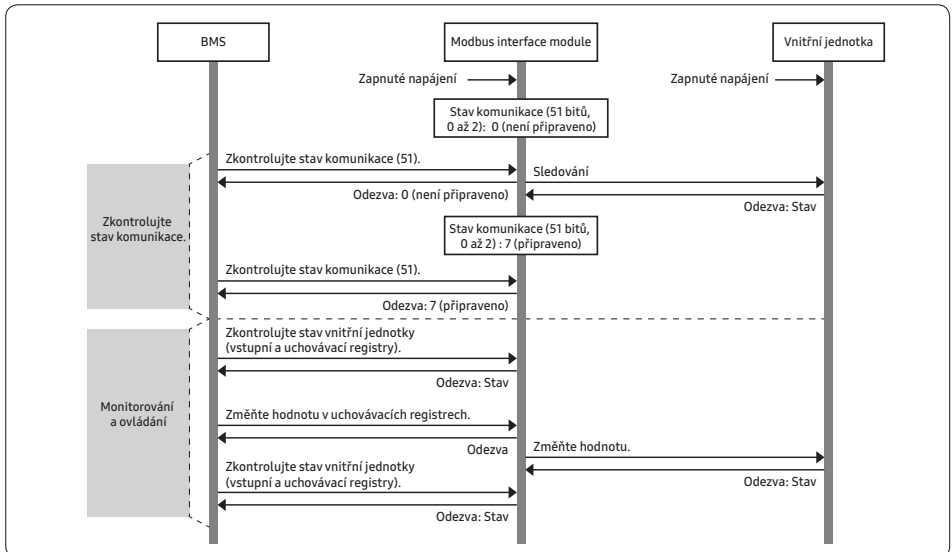 BMS
Modbus interface module
Vnitřní jednotka
Zapnuté napájení
Zapnuté napájení
Stav komunikace (51 bitů,
0 až 2): 0 (není připraveno)
Zkontrolujte stav komunikace (51).
Sledování
Odezva: 0 (není připraveno)
Odezva: Stav
Zkontrolujte
stav komunikace.
Stav komunikace (51 bitů,
0 až 2) : 7 (připraveno)
Zkontrolujte stav komunikace (51).
Odezva: 7 (připraveno)
Zkontrolujte stav vnitřní jednotky
(vstupní a uchovávací registry).
Odezva: Stav
Monitorování
a ovládání
Změňte hodnotu v uchovávacích registrech.
Odezva
Změňte hodnotu.
Zkontrolujte stav vnitřní jednotky
(vstupní a uchovávací registry).
Odezva: Stav
Odezva: Stav